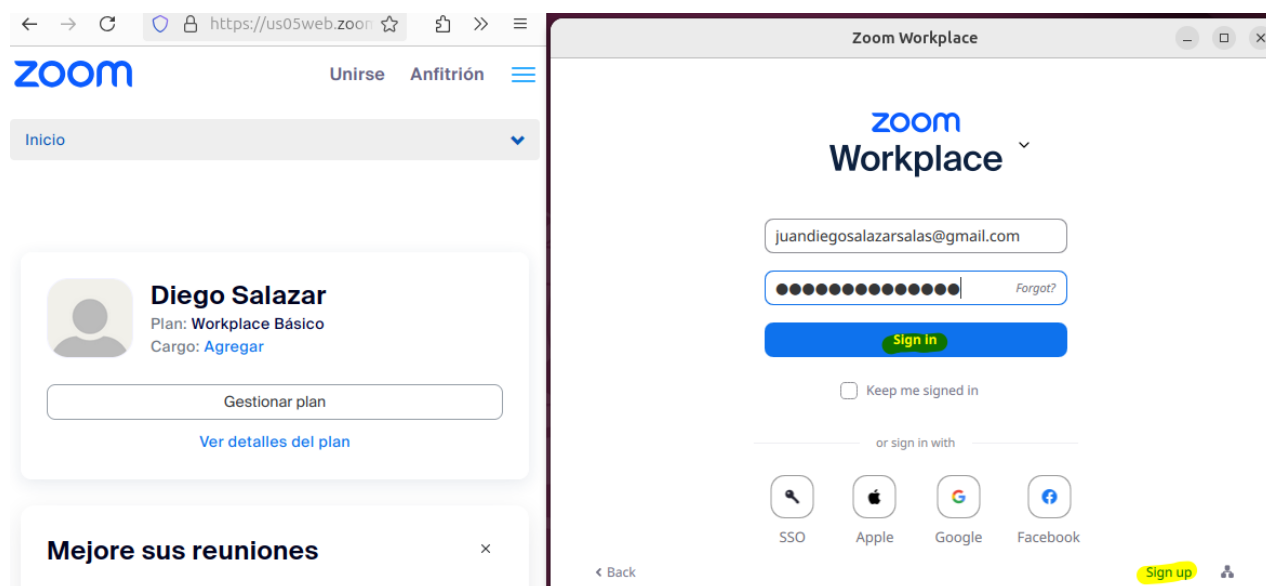 https://us05web.zoom
zoom
Unirse Anfitrión
Inicio
Diego Salazar
Plan: Workplace Básico
Cargo: Agregar
Gestionar plan
Ver detalles del plan
Mejore sus reuniones
Zoom Workplace
zoom
Workplace
juandiegosalazarsalas@gmail.com
Forgot?
Sign in
Keep me signed in
or sign in with
SSO Apple Google Facebook
Back
Sign up